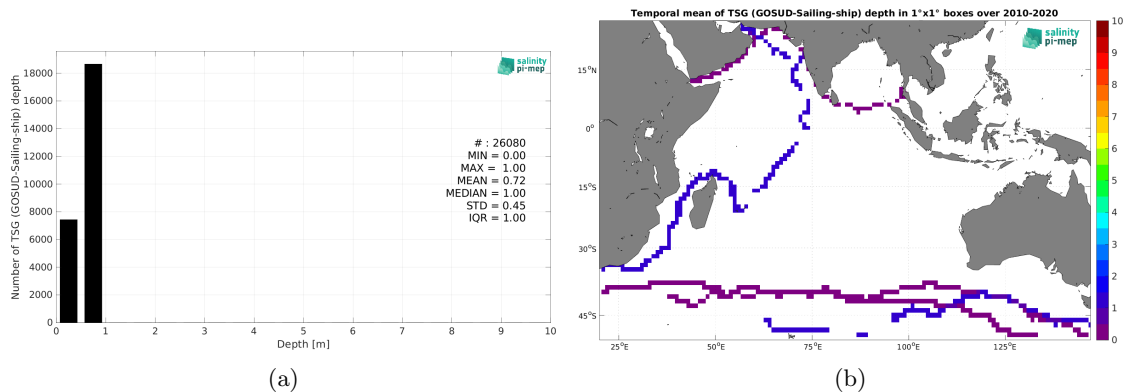 Number of TSG (GOSUD-Sailing-ship) depth
18000
16000
14000
12000
10000
8000
6000
4000
2000
0
0 1 2 3 4 5 6 7 8 9 10
Depth [m]
salinity
pi-mep
# : 26080
MIN = 0.00
MAX = 1.00
MEAN = 0.72
MEDIAN = 1.00
STD = 0.45
IQR = 1.00
(a)
Temporal mean of TSG (GOSUD-Sailing-ship) depth in 1°x1° boxes over 2010-2020
salinity
pi-mep
15°N
0°
15°S
30°S
45°S
25°E 50°E 75°E 100°E 125°E
10
9
8
7
6
5
4
3
2
1
0
(b)